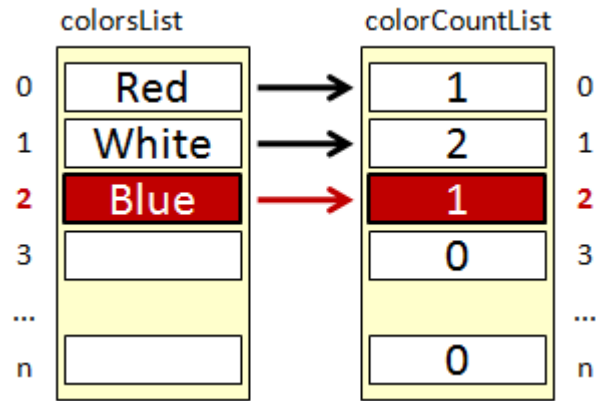 colorsList colorCountList
0 Red 1 0
1 White 2 1
2 Blue 1 2
3 0 3
... ...
n 0 n